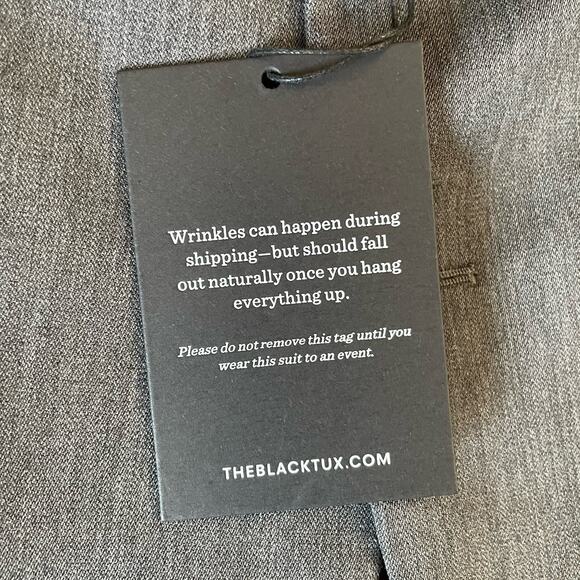 Wrinkles can happen during
shipping—but should fall
out naturally once you hang
everything up.
Please do not remove this tag until you
wear this suit to an event.
THEBLACKTUX.COM